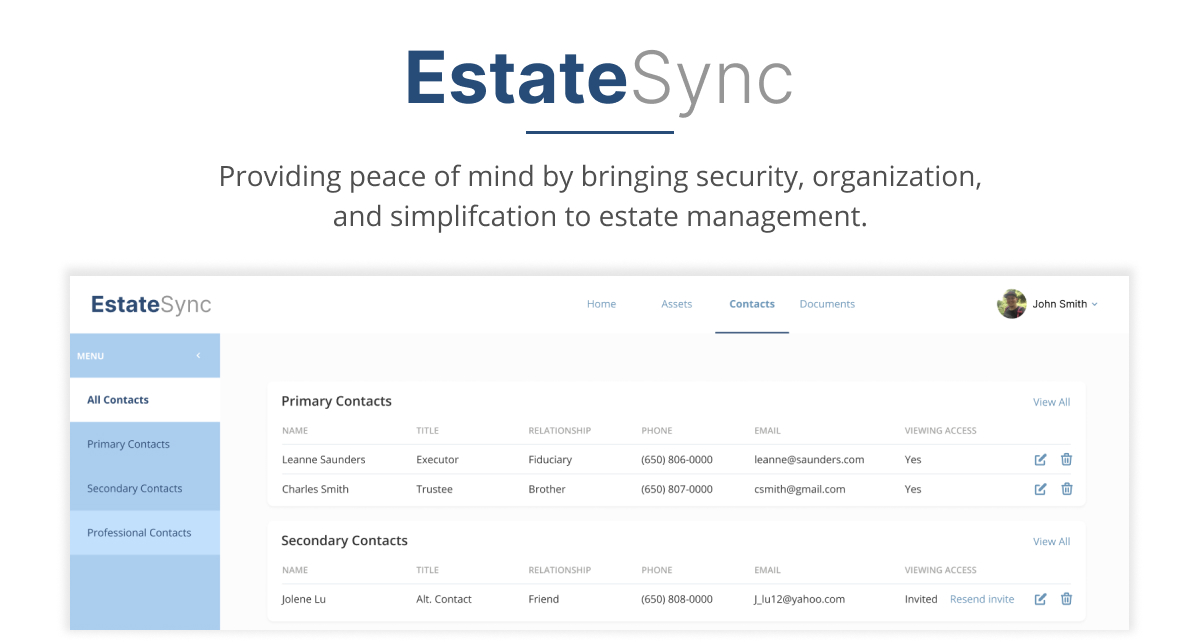 EstateSync
Providing peace of mind by bringing security, organization,
and simplifcation to estate management.
EstateSync
Home Assets Contacts Documents John Smith
MENU
All Contacts
Primary Contacts
Secondary Contacts
Professional Contacts
Primary Contacts View All
NAME TITLE RELATIONSHIP PHONE EMAIL VIEWING ACCESS
Leanne Saunders Executor Fiduciary (650) 806-0000 leanne@saunders.com Yes
Charles Smith Trustee Brother (650) 807-0000 csmith@gmail.com Yes
Secondary Contacts View All
NAME TITLE RELATIONSHIP PHONE EMAIL VIEWING ACCESS
Jolene Lu Alt. Contact Friend (650) 808-0000 J_lu12@yahoo.com Invited Resend invite